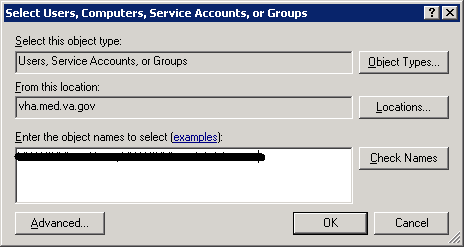 Select Users, Computers, Service Accounts, or Groups
Select this object type:
Users, Service Accounts, or Groups
Object Types...
From this location:
vha.med.va.gov
Locations...
Enter the object names to select (examples):
Check Names
Advanced...
OK
Cancel